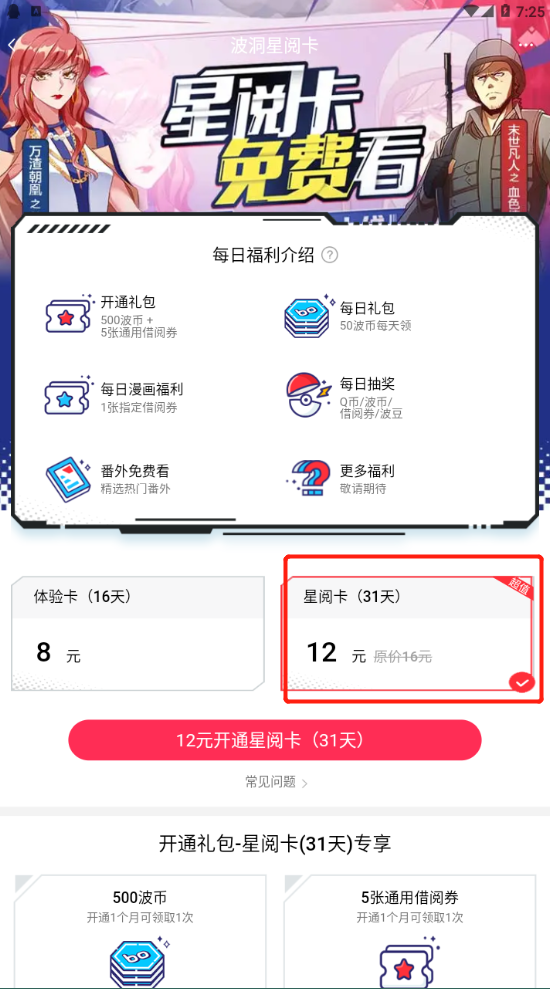 7:25
波洞星阅卡
星阅卡
免费看
万渣朝凰之
末世凡人之血色
每日福利介绍 ?
开通礼包
500波币 +
5张通用借阅券
每日礼包
50波币每天领
每日漫画福利
1张指定借阅券
每日抽奖
Q币/波币/
借阅券/波豆
番外免费看
精选热门番外
更多福利
敬请期待
体验卡（16天）
8 元
星阅卡（31天）
超值
12 元 原价16元
12元开通星阅卡（31天）
常见问题
开通礼包-星阅卡(31天)专享
500波币
开通1个月可领取1次
5张通用借阅券
开通1个月可领取1次